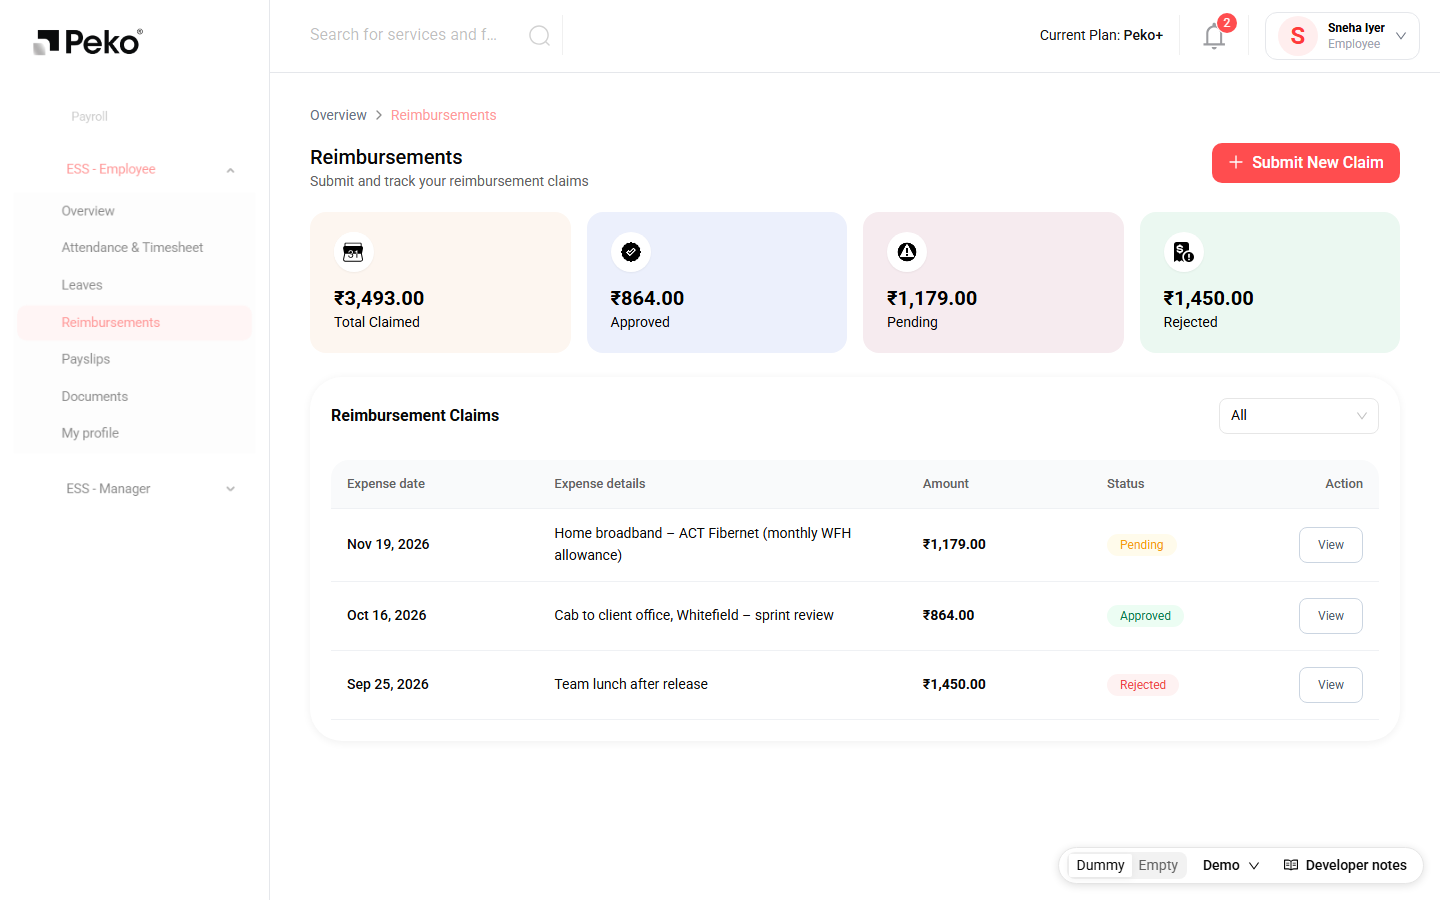 Peko®
Search for services and f...
Current Plan: Peko+
2
S
Sneha Iyer
Employee
Payroll
ESS - Employee
Overview
Attendance & Timesheet
Leaves
Reimbursements
Payslips
Documents
My profile
ESS - Manager
Overview > Reimbursements
Reimbursements
Submit and track your reimbursement claims
+ Submit New Claim
31
₹3,493.00
Total Claimed
₹864.00
Approved
₹1,179.00
Pending
₹1,450.00
Rejected
Reimbursement Claims
All
Expense date Expense details Amount Status Action
Nov 19, 2026 Home broadband – ACT Fibernet (monthly WFH allowance) ₹1,179.00 Pending View
Oct 16, 2026 Cab to client office, Whitefield – sprint review ₹864.00 Approved View
Sep 25, 2026 Team lunch after release ₹1,450.00 Rejected View
Dummy Empty Demo Developer notes